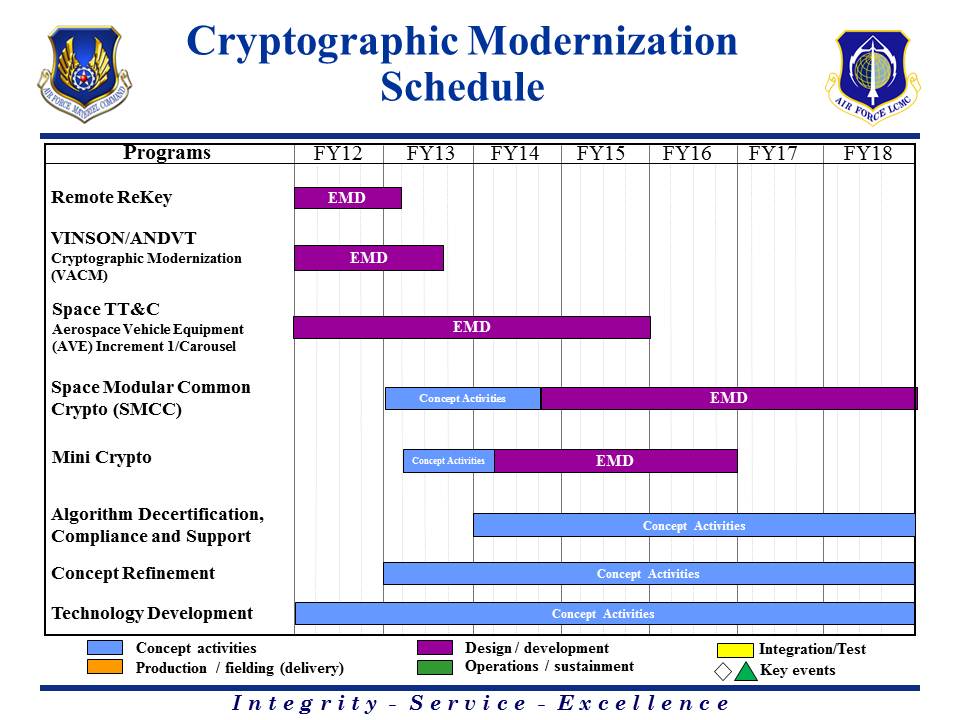 Cryptographic Modernization
Schedule
AIR FORCE MATERIEL COMMAND
AIR FORCE LCMC
Programs FY12 FY13 FY14 FY15 FY16 FY17 FY18
Remote ReKey
EMD
VINSON/ANDVT
Cryptographic Modernization
(VACM)
EMD
Space TT&C
Aerospace Vehicle Equipment
(AVE) Increment 1/Carousel
EMD
Space Modular Common
Crypto (SMCC)
Concept Activities
EMD
Mini Crypto
Concept Activities
EMD
Algorithm Decertification,
Compliance and Support
Concept Activities
Concept Refinement
Concept Activities
Technology Development
Concept Activities
Concept activities
Design / development
Integration/Test
Production / fielding (delivery)
Operations / sustainment
Key events
Integrity - Service - Excellence